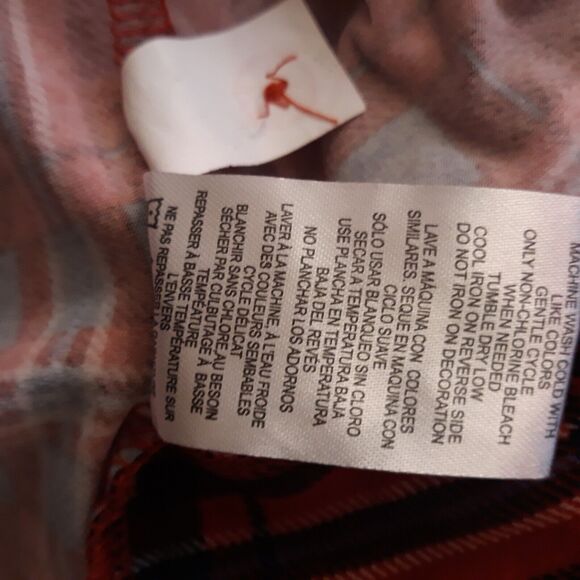 MACHINE WASH COLD WITH
LIKE COLORS
GENTLE CYCLE
ONLY NON-CHLORINE BLEACH
WHEN NEEDED
TUMBLE DRY LOW
COOL IRON ON REVERSE SIDE
DO NOT IRON ON DECORATION
LAVE A MÁQUINA CON COLORES
SIMILARES. SEQUE EN MAQUINA CON
CICLO SUAVE
SÓLO USAR BLANQUEO SIN CLORO
SECAR A TEMPERATURA BAJA
USE PLANCHA EN TEMPERATURA
BAJA DEL REVÉS
NO PLANCHAR LOS ADORNOS
LAVER À LA MACHINE, À L'EAU FROIDE
AVEC DES COULEURS SEMBABLES
CYCLE DÉLICAT
BLANCHIR SANS CHLORE AU BESOIN
SÉCHER PAR CULBUTAGE À BASSE
TEMPÉATURE
REPASSER À BASSE TEMPÉRATURE SUR
L'ENVERS
NE PAS REPASSER